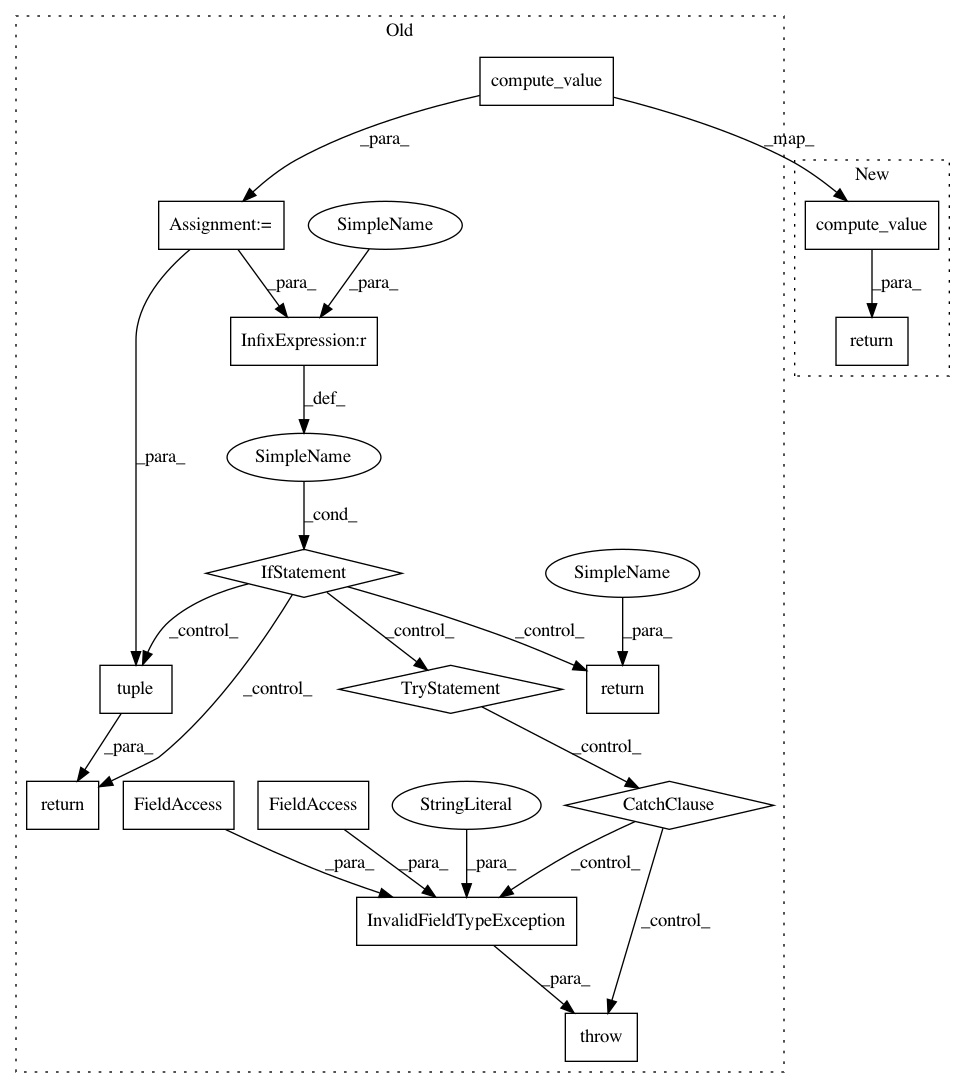 Old
compute_value
_para_
_map_
New
Assignment:=
SimpleName
compute_value
_para_
_para_
_para_
InfixExpression:r
return
_def_
_para_
SimpleName
_cond_
IfStatement
SimpleName
_control_
_control_
_control_
_para_
tuple
_control_
TryStatement
return
_para_
_control_
return
FieldAccess
FieldAccess
StringLiteral
CatchClause
_para_
_para_
_para_
_control_
InvalidFieldTypeException
_control_
_para_
throw